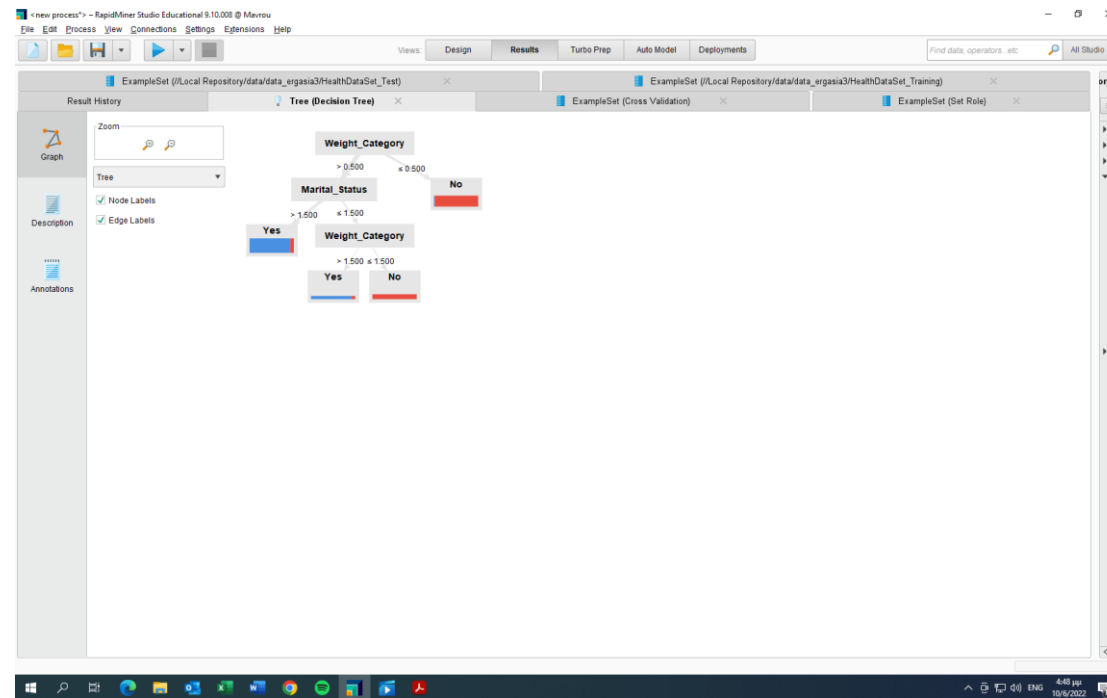 <new process*> – RapidMiner Studio Educational 9.10.008 @ Mavrou
File Edit Process View Connections Settings Extensions Help
Views: Design Results Turbo Prep Auto Model Deployments Find data, operators...etc All Studio
ExampleSet (//Local Repository/data/data_ergasia3/HealthDataSet_Test) ExampleSet (//Local Repository/data/data_ergasia3/HealthDataSet_Training)
Result History Tree (Decision Tree) ExampleSet (Cross Validation) ExampleSet (Set Role)
Graph
Description
Annotations
Zoom
Tree
Node Labels
Edge Labels
Weight_Category
> 0.500 ≤ 0.500
Marital_Status No
> 1.500 ≤ 1.500
Yes Weight_Category
> 1.500 ≤ 1.500
Yes No
ENG 4:48 μμ
10/6/2022